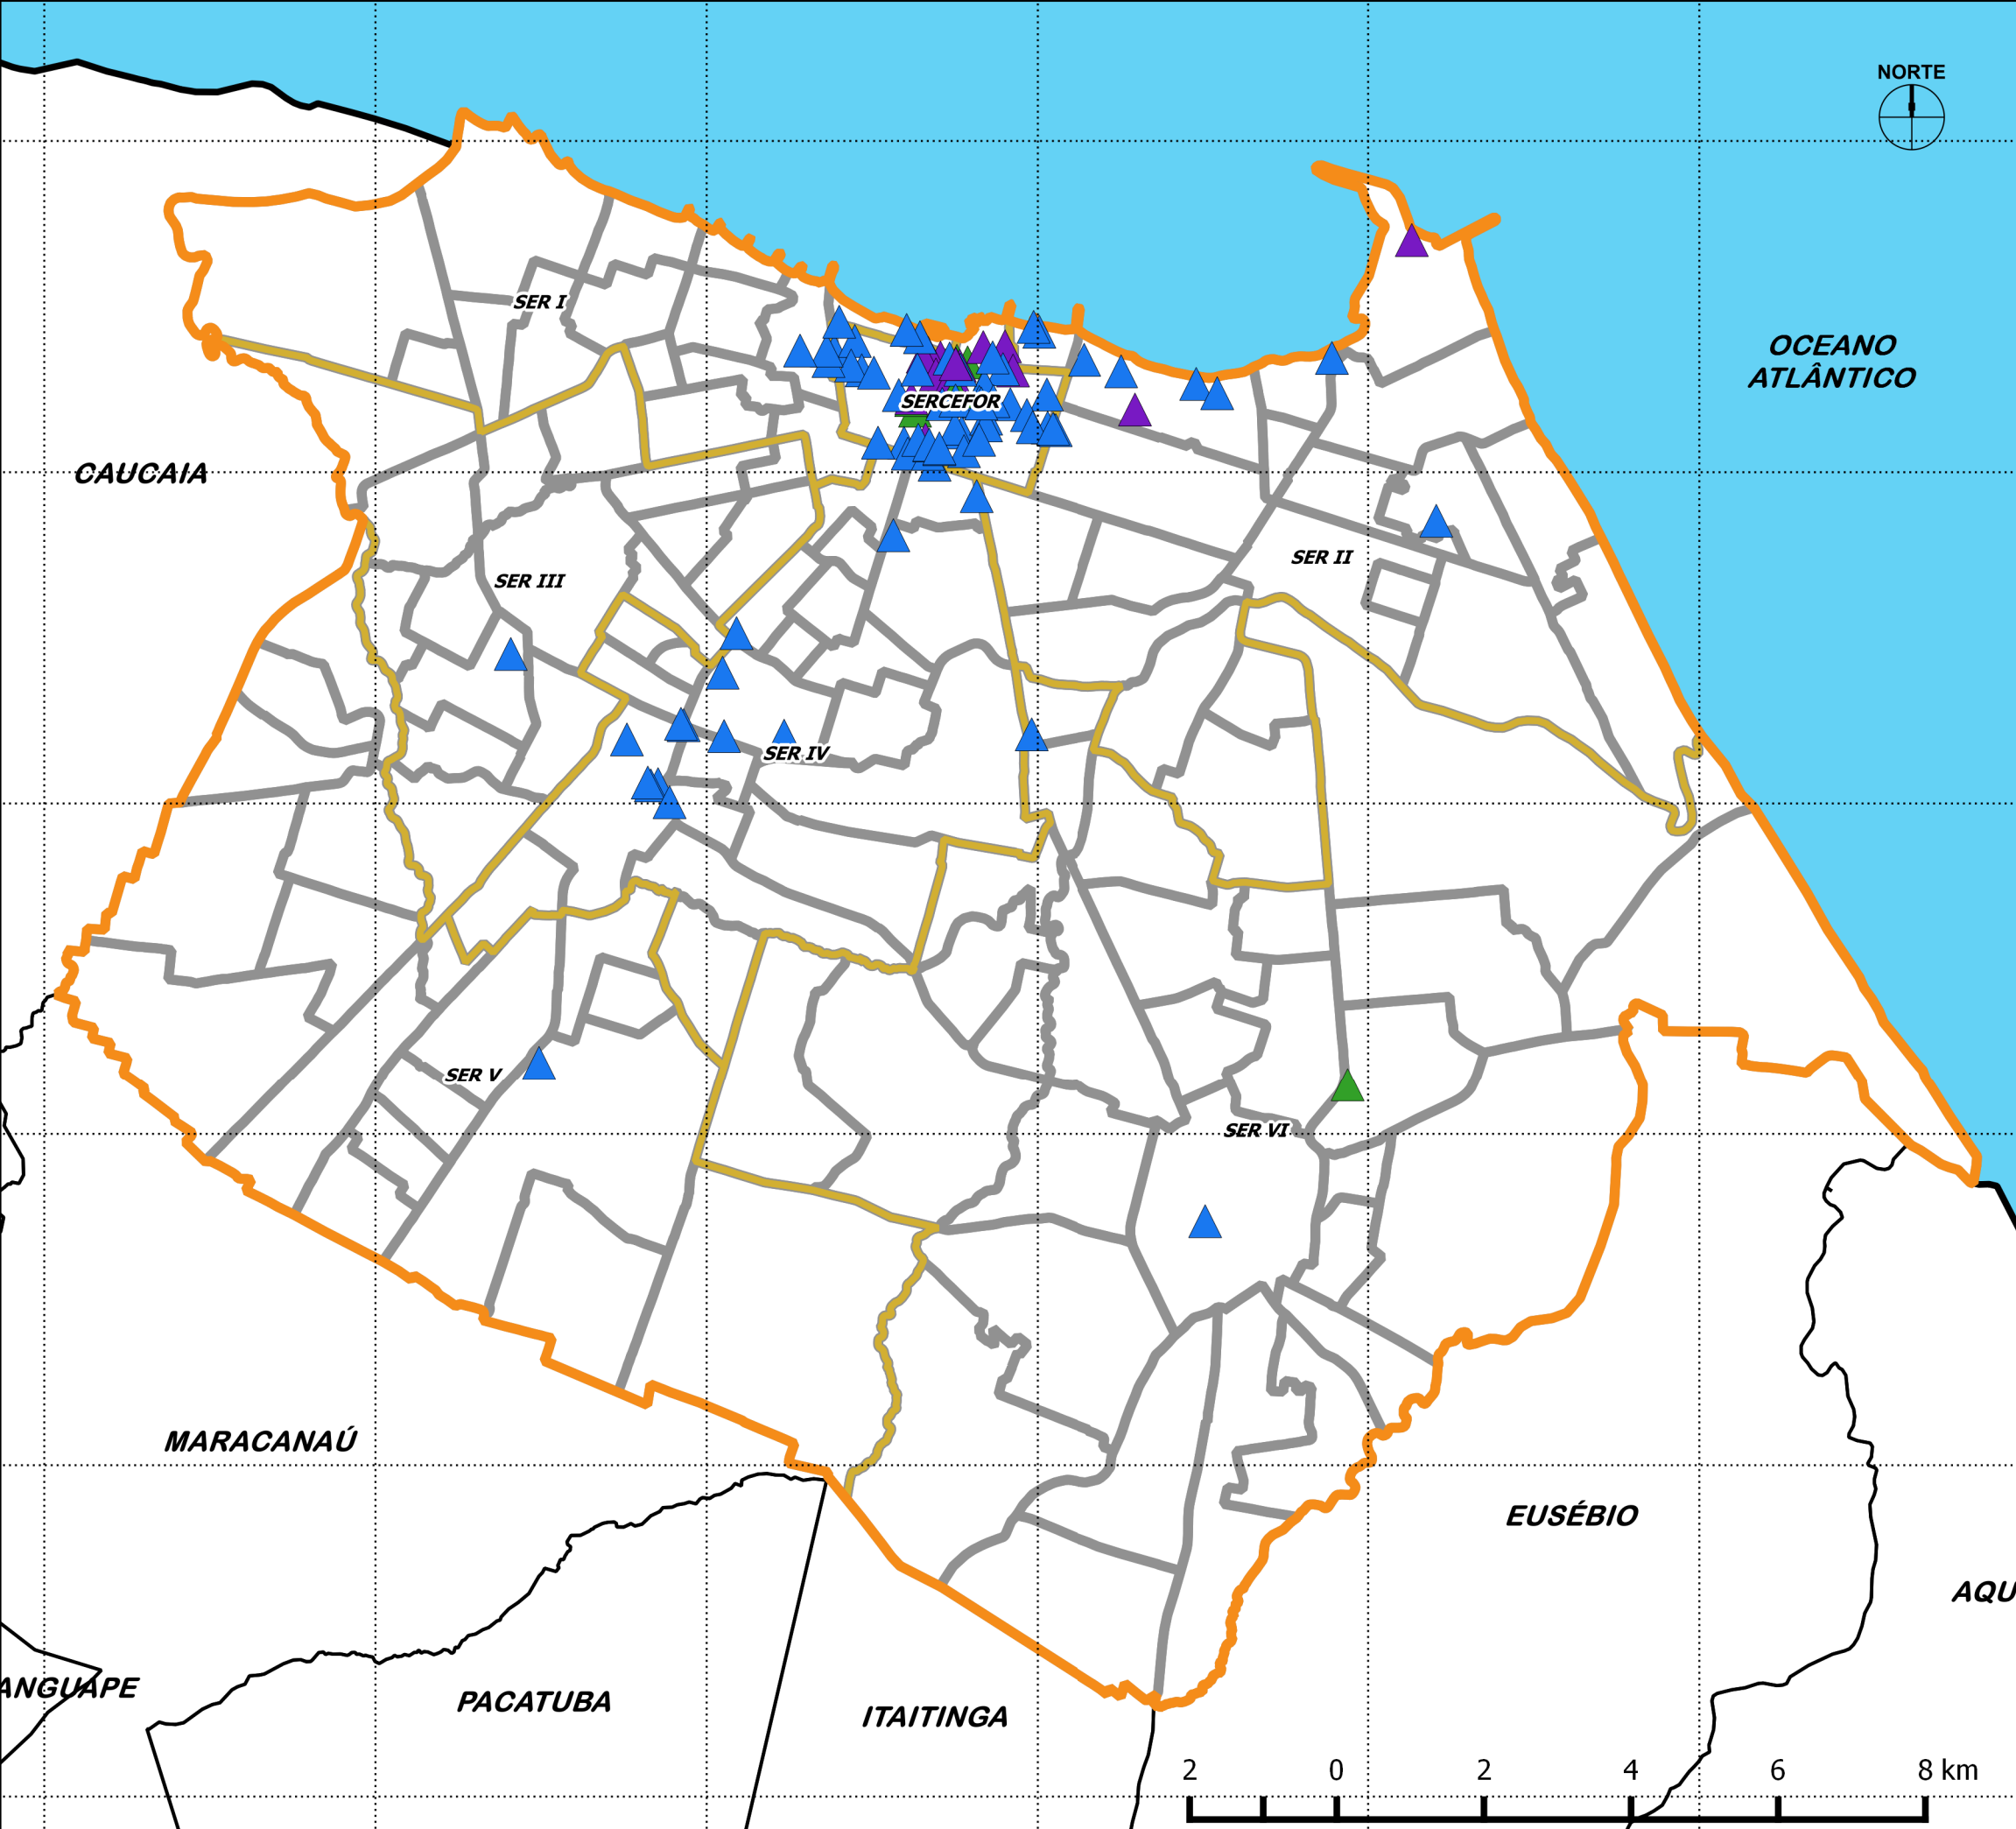 NORTE
SER I
OCEANO
ATLÂNTICO
SERCEFOR
CAUCAIA
SER II
SER III
SER IV
SER V
SER VI
MARACANAÚ
EUSÉBIO
AQU
ANGUAPE
PACATUBA
ITAITINGA
2 0 2 4 6 8 km